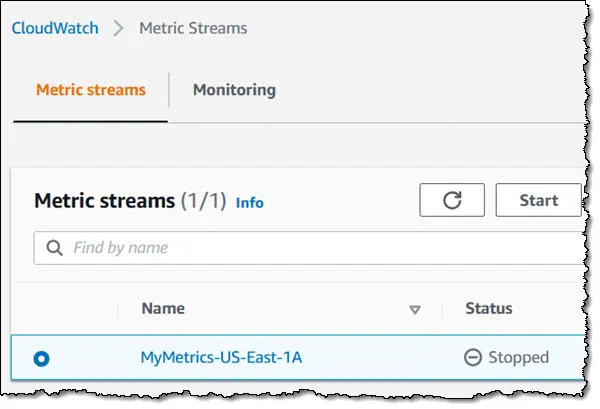 CloudWatch > Metric Streams
Metric streams Monitoring
Metric streams (1/1) Info Start
Find by name
Name Status
MyMetrics-US-East-1A Stopped